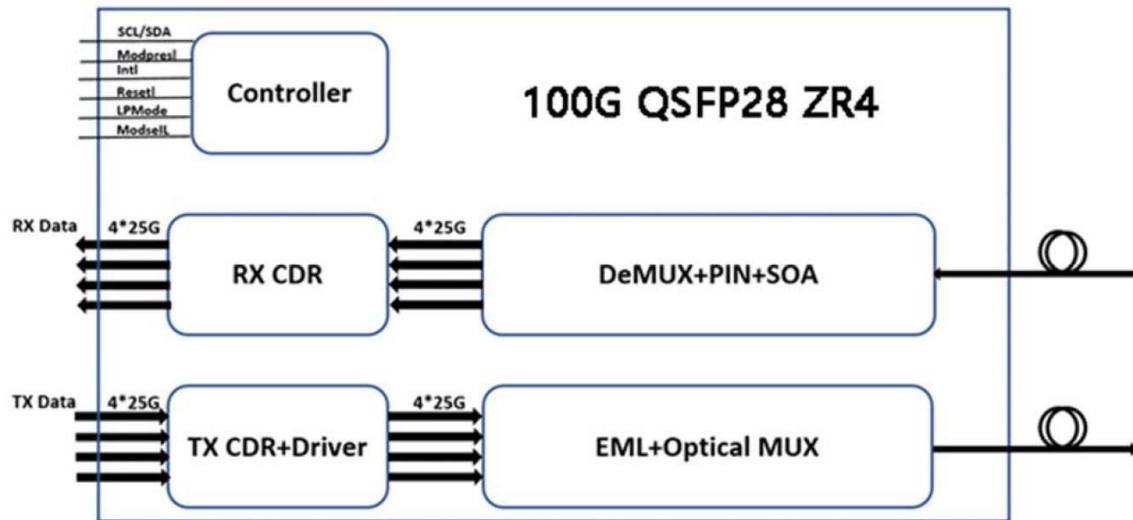 SCL/SDA
Modpresl
Intl
Resetl
LPMode
ModselL
Controller
100G QSFP28 ZR4
RX Data
4*25G
RX CDR
4*25G
DeMUX+PIN+SOA
TX Data
4*25G
TX CDR+Driver
4*25G
EML+Optical MUX